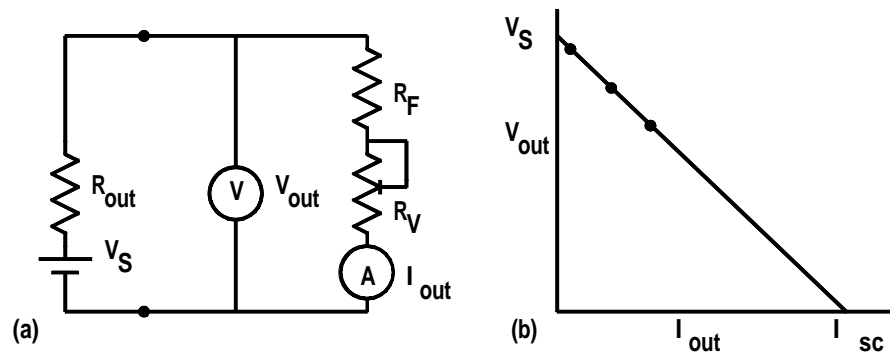 R_F
R_out
V
V_out
R_V
V_S
A
I_out
(a)
V_S
V_out
(b)
I_out
I_sc